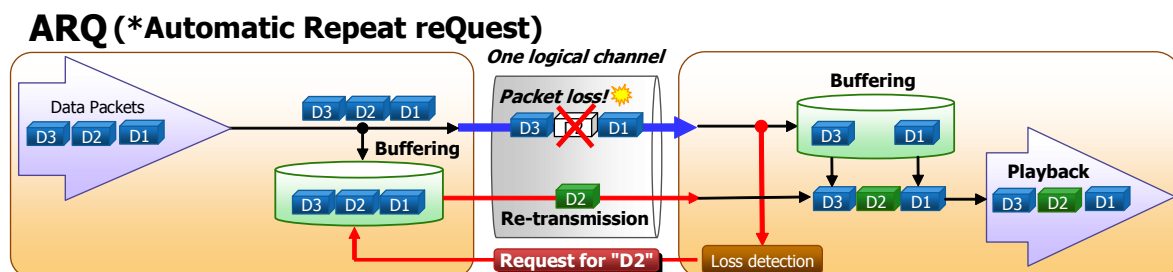 ARQ (*Automatic Repeat reQuest)
One logical channel
Data Packets
D3 D2 D1
D3 D2 D1
Buffering
D3 D2 D1
Packet loss!
D3 D2 D1
D2
Re-transmission
Request for "D2"
Buffering
D3 D1
D3 D2 D1
Loss detection
Playback
D3 D2 D1